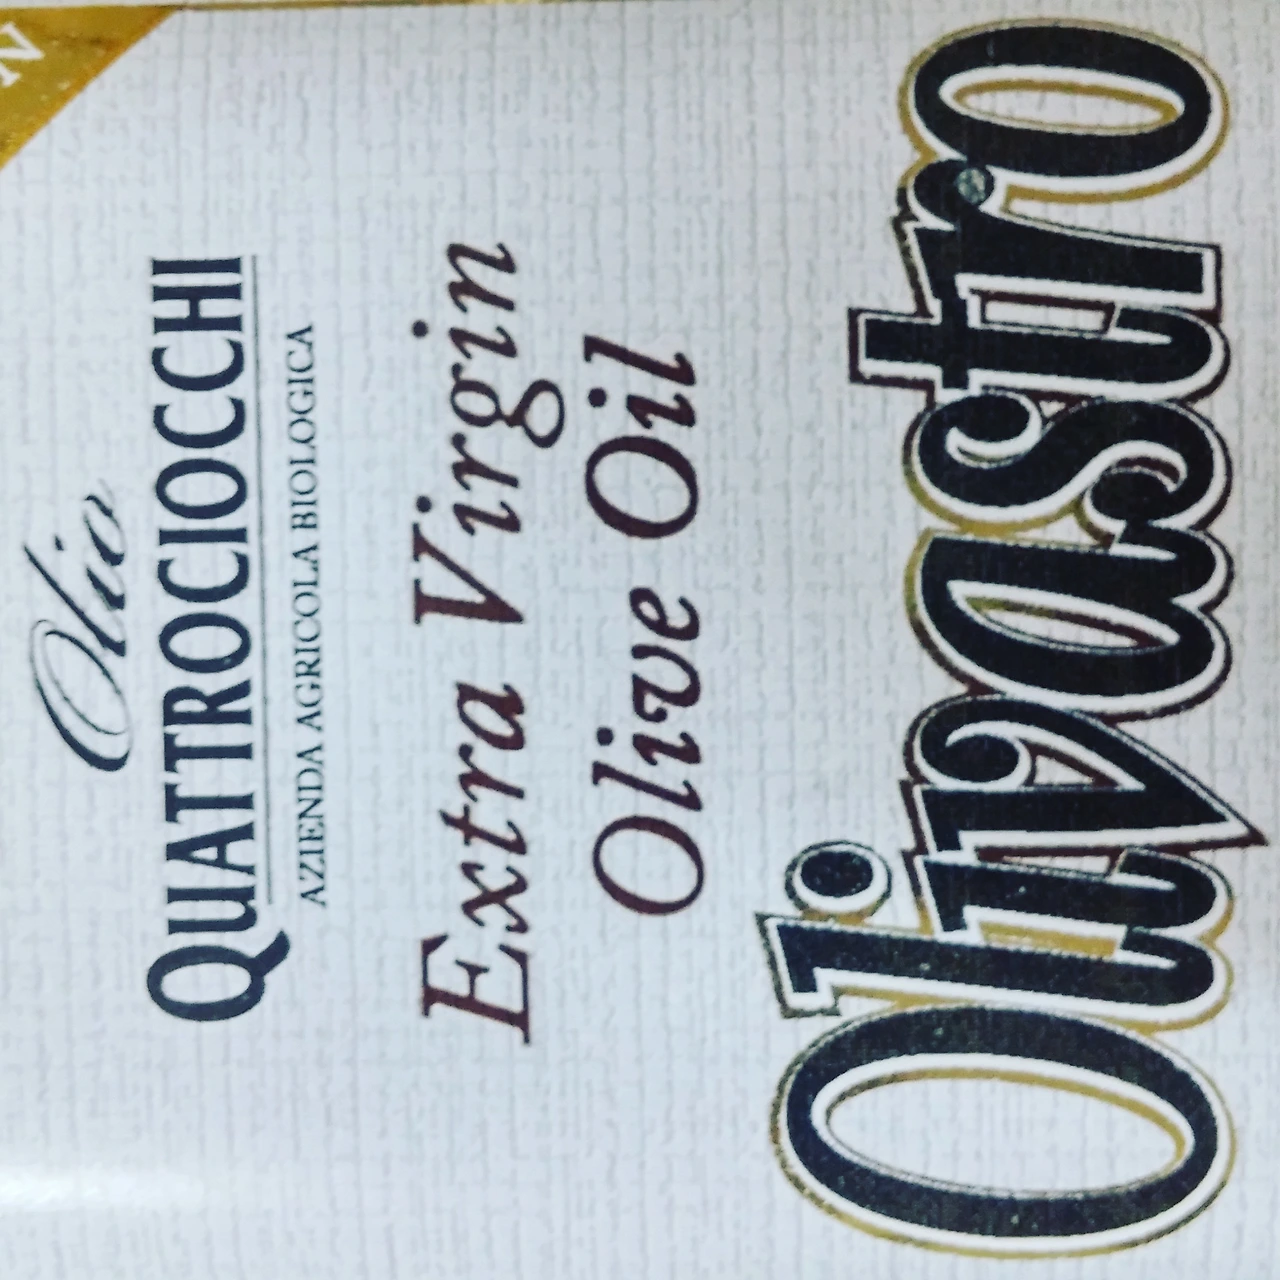 Olio
QUATTROCIOCCHI
AZIENDA AGRICOLA BIOLOGICA
Extra Virgin
Olive Oil
Olivastro